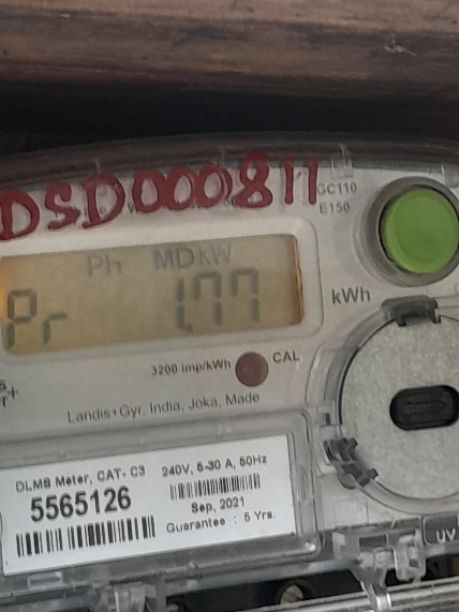 DSD000811
GC110
E150
Ph MD kW
Pr 1.77
kWh
3200 imp/kWh CAL
Landis+Gyr, India, Joka, Made
DLMS Meter, CAT- C3
240V, 5-30 A, 50Hz
5565126
Sep, 2021
Guarantee : 5 Yrs.
UV